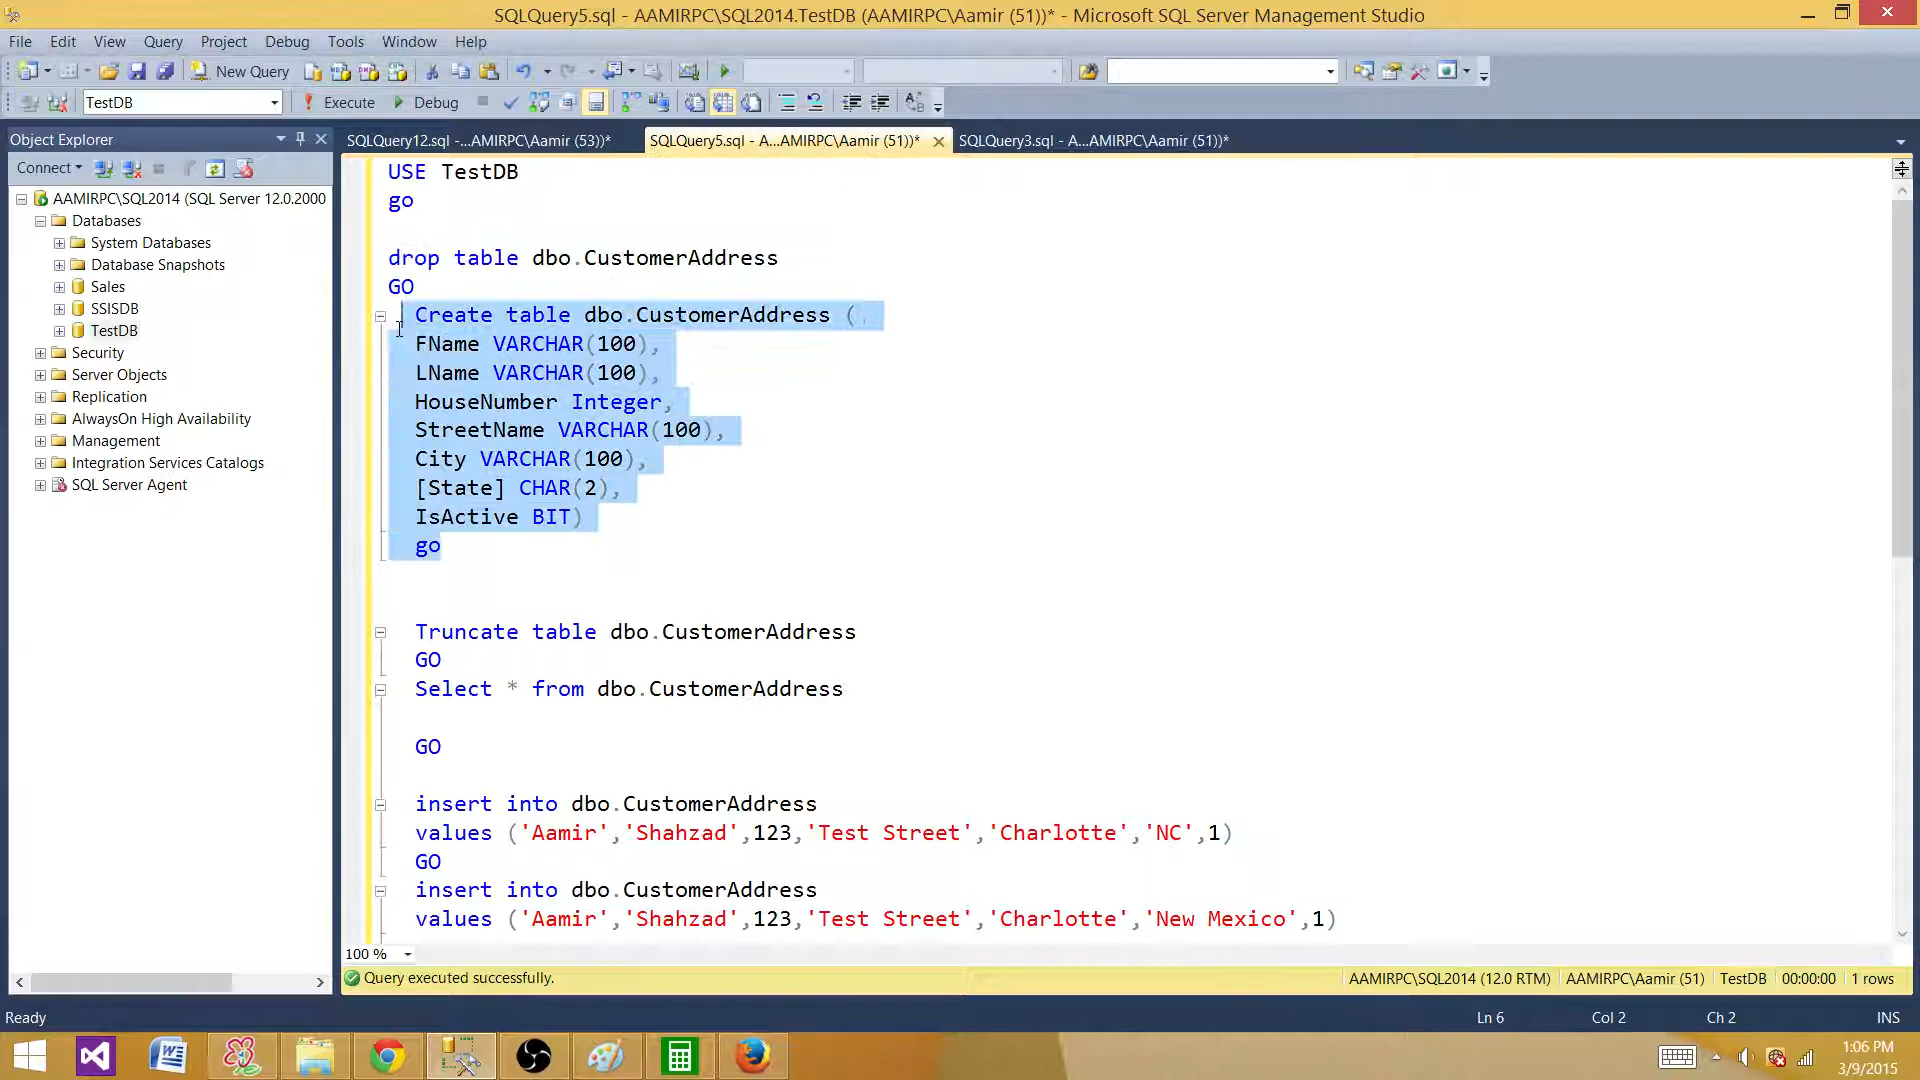 SQLQuery5.sql - AAMIRPC\SQL2014.TestDB (AAMIRPC\Aamir (51))* - Microsoft SQL Server Management Studio
File Edit View Query Project Debug Tools Window Help
New Query
TestDB Execute Debug
Object Explorer
SQLQuery12.sql -...AMIRPC\Aamir (53))* SQLQuery5.sql - A...AMIRPC\Aamir (51))* SQLQuery3.sql - A...AMIRPC\Aamir (51))*
Connect
AAMIRPC\SQL2014 (SQL Server 12.0.2000
Databases
System Databases
Database Snapshots
Sales
SSISDB
TestDB
Security
Server Objects
Replication
AlwaysOn High Availability
Management
Integration Services Catalogs
SQL Server Agent
USE TestDB
go
drop table dbo.CustomerAddress
GO
Create table dbo.CustomerAddress (
FName VARCHAR(100),
LName VARCHAR(100),
HouseNumber Integer,
StreetName VARCHAR(100),
City VARCHAR(100),
[State] CHAR(2),
IsActive BIT)
go
Truncate table dbo.CustomerAddress
GO
Select * from dbo.CustomerAddress
GO
insert into dbo.CustomerAddress
values ('Aamir','Shahzad',123,'Test Street','Charlotte','NC',1)
GO
insert into dbo.CustomerAddress
values ('Aamir','Shahzad',123,'Test Street','Charlotte','New Mexico',1)
100 %
Query executed successfully. AAMIRPC\SQL2014 (12.0 RTM) AAMIRPC\Aamir (51) TestDB 00:00:00 1 rows
Ready Ln 6 Col 2 Ch 2 INS
1:06 PM
3/9/2015